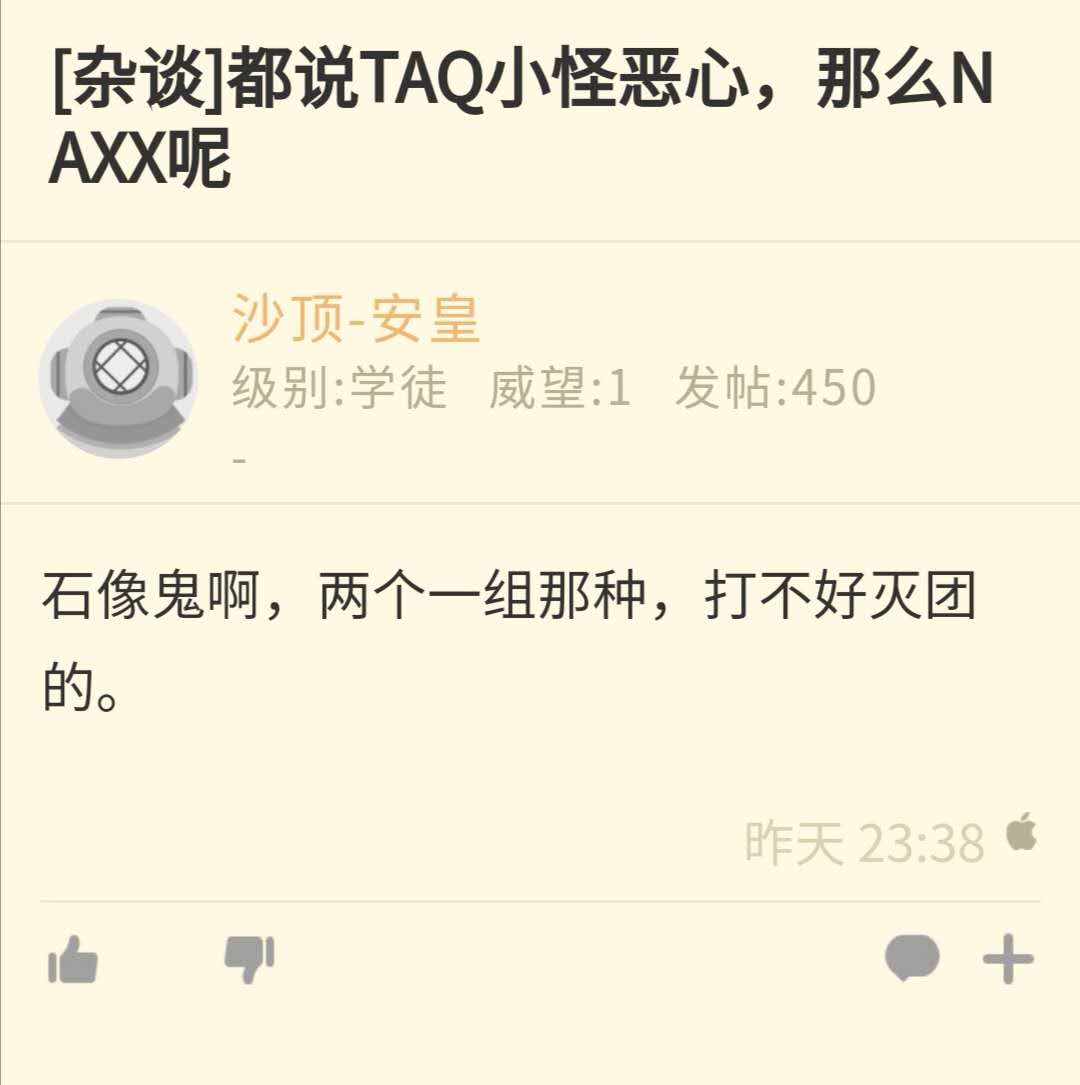 [杂谈]都说TAQ小怪恶心，那么N
AXX呢
沙顶-安皇
级别:学徒 威望:1 发帖:450
-
石像鬼啊，两个一组那种，打不好灭团
的。
昨天 23:38